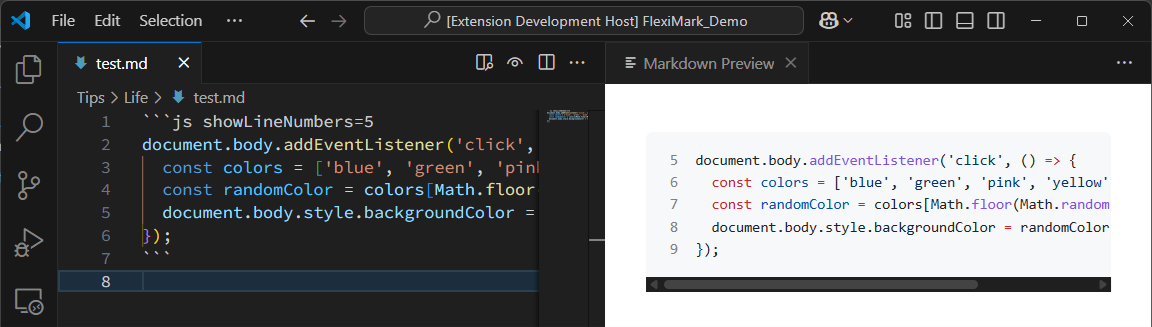 File Edit Selection ··· [Extension Development Host] FlexiMark_Demo
test.md
Markdown Preview
Tips > Life > test.md
1 ```js showLineNumbers=5
2 document.body.addEventListener('click',
3 const colors = ['blue', 'green', 'pink
4 const randomColor = colors[Math.floor(
5 document.body.style.backgroundColor =
6 });
7 ```
8
5 document.body.addEventListener('click', () => {
6 const colors = ['blue', 'green', 'pink', 'yellow'
7 const randomColor = colors[Math.floor(Math.random
8 document.body.style.backgroundColor = randomColor
9 });